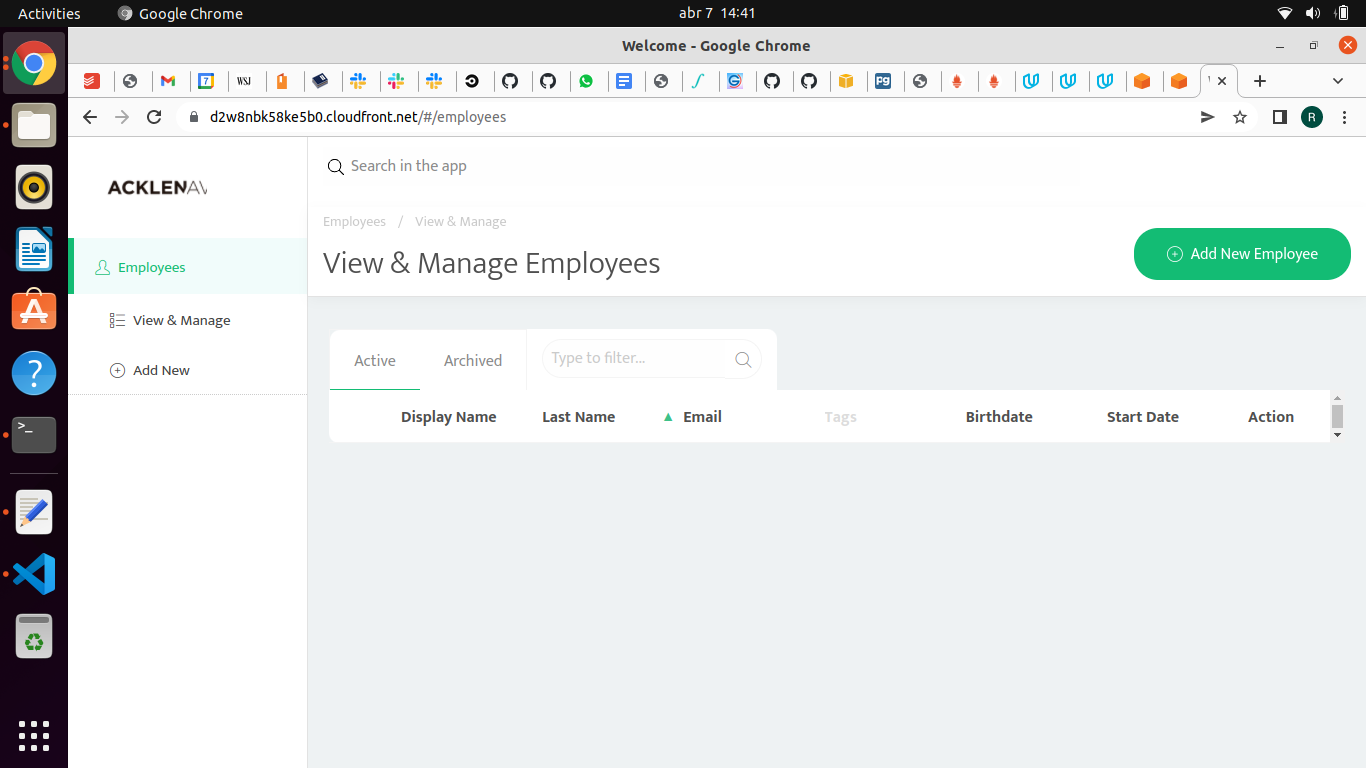 Activities
Google Chrome
abr 7 14:41
Welcome - Google Chrome
7
WSJ
Pg
d2w8nbk58ke5b0.cloudfront.net/#/employees
R
ACKLENAV
Search in the app
Employees / View & Manage
View & Manage Employees
Add New Employee
Employees
View & Manage
Add New
Active
Archived
Type to filter...
Display Name
Last Name
Email
Tags
Birthdate
Start Date
Action